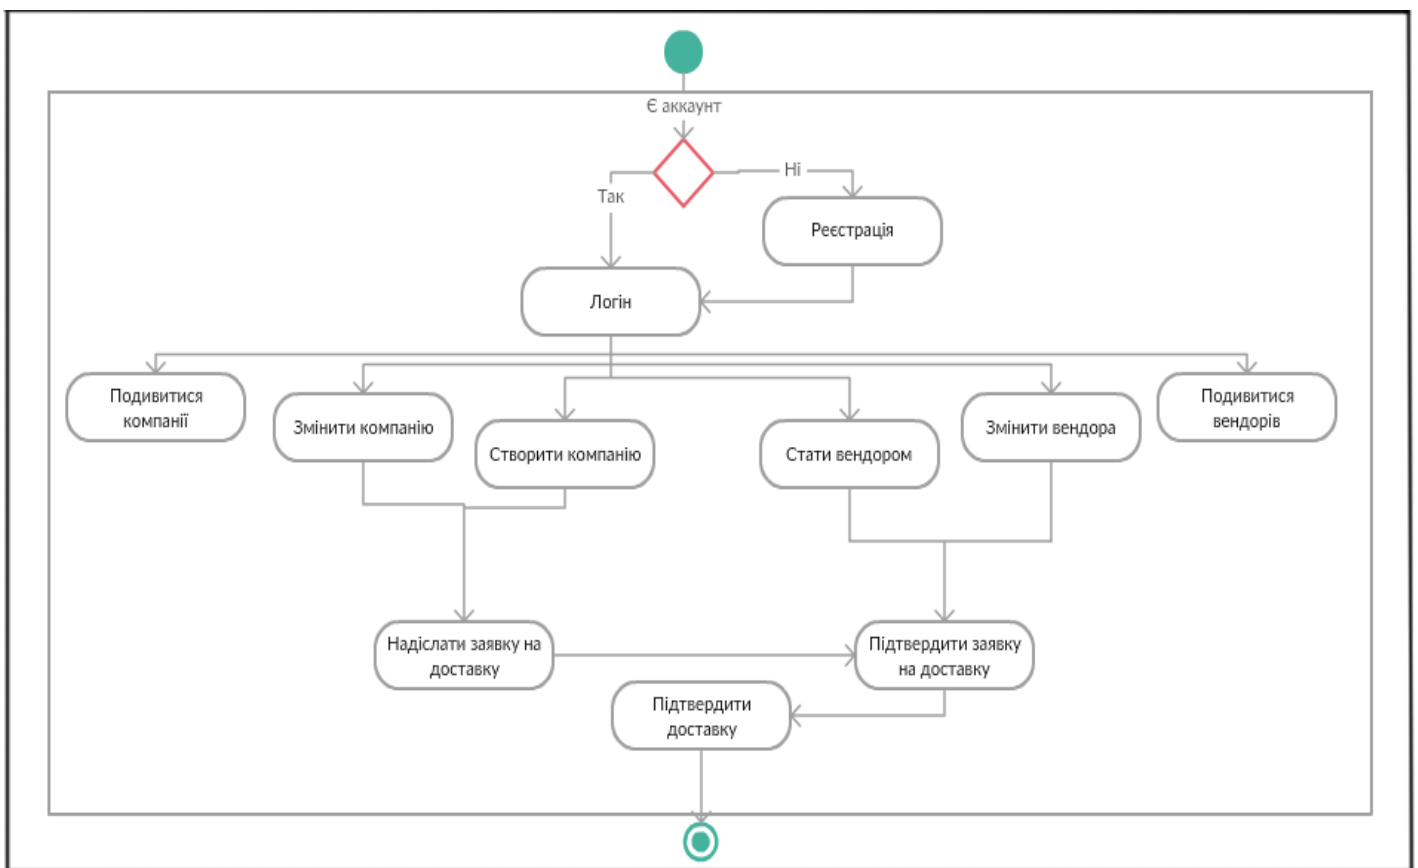 Є аккаунт
Ні
Так
Реєстрація
Логін
Подивитися
компанії
Змінити компанію
Створити компанію
Стати вендором
Змінити вендора
Подивитися
вендорів
Надіслати заявку на
доставку
Підтвердити заявку
на доставку
Підтвердити
доставку